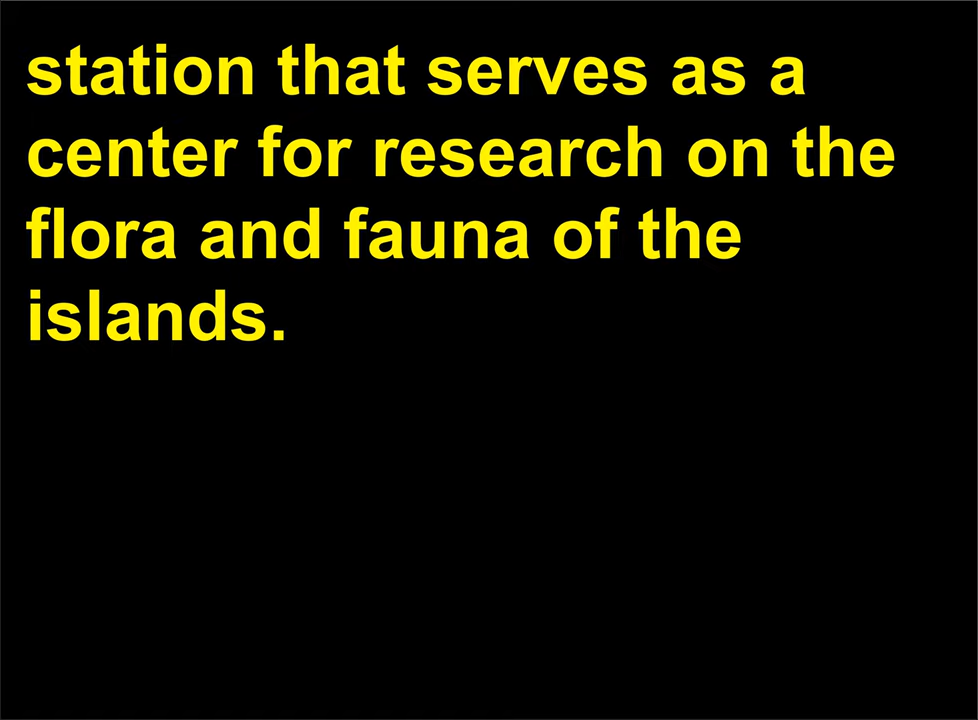 station that serves as a
center for research on the
flora and fauna of the
islands.